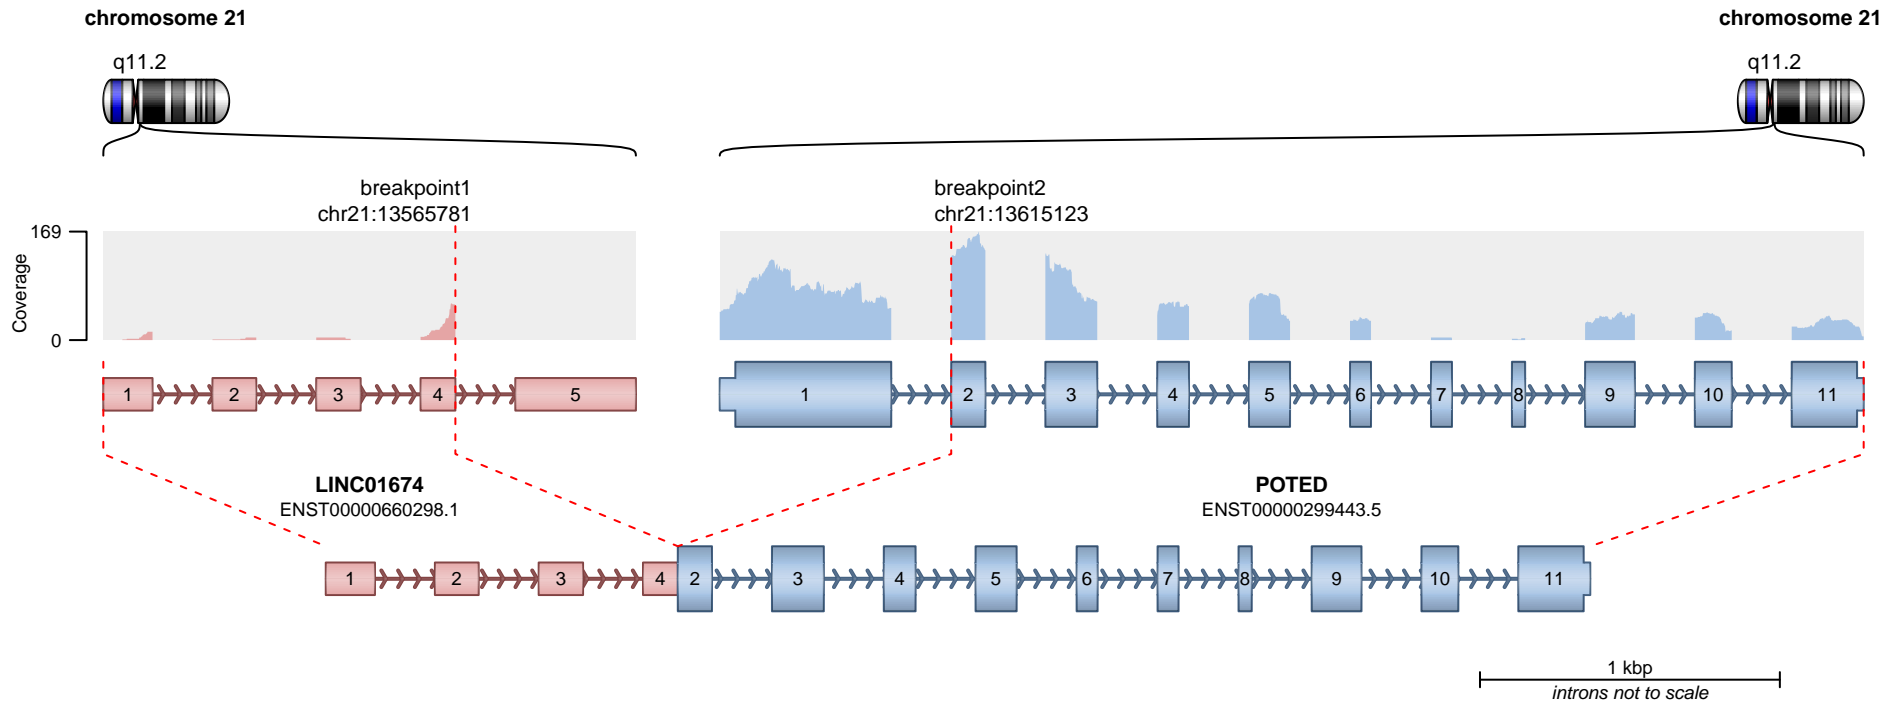 chromosome 21
chromosome 21
q11.2
q11.2
breakpoint1
chr21:13565781
breakpoint2
chr21:13615123
169
Coverage
0
1 2 3 4 5
1 2 3 4 5 6 7 8 9 10 11
LINC01674
ENST00000660298.1
POTED
ENST00000299443.5
1 2 3 4 2 3 4 5 6 7 8 9 10 11
1 kbp
introns not to scale